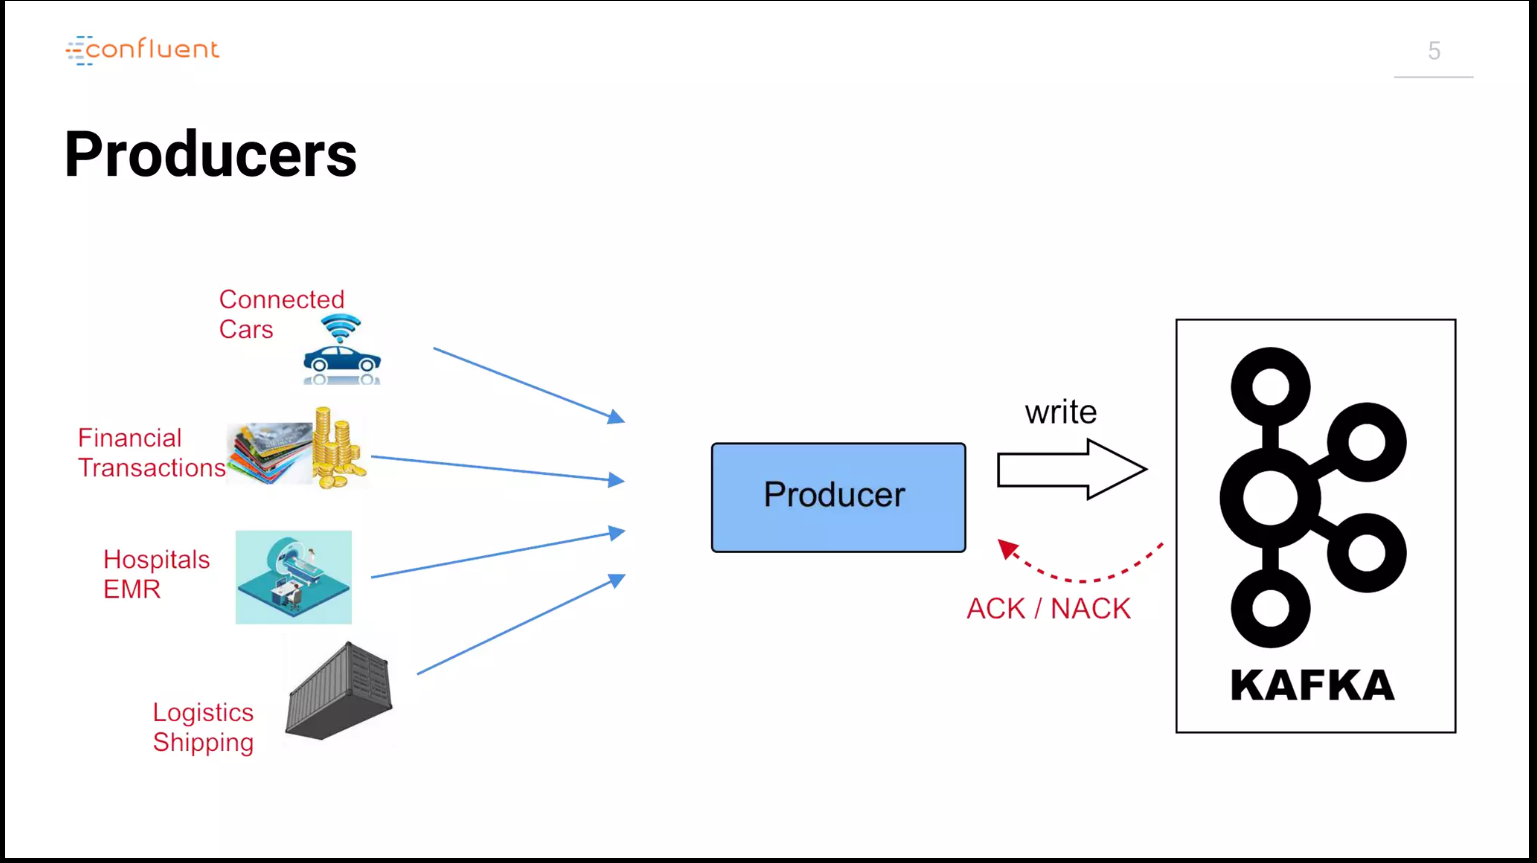 confluent
5
Producers
Connected
Cars
Financial
Transactions
Hospitals
EMR
Logistics
Shipping
Producer
write
ACK / NACK
KAFKA